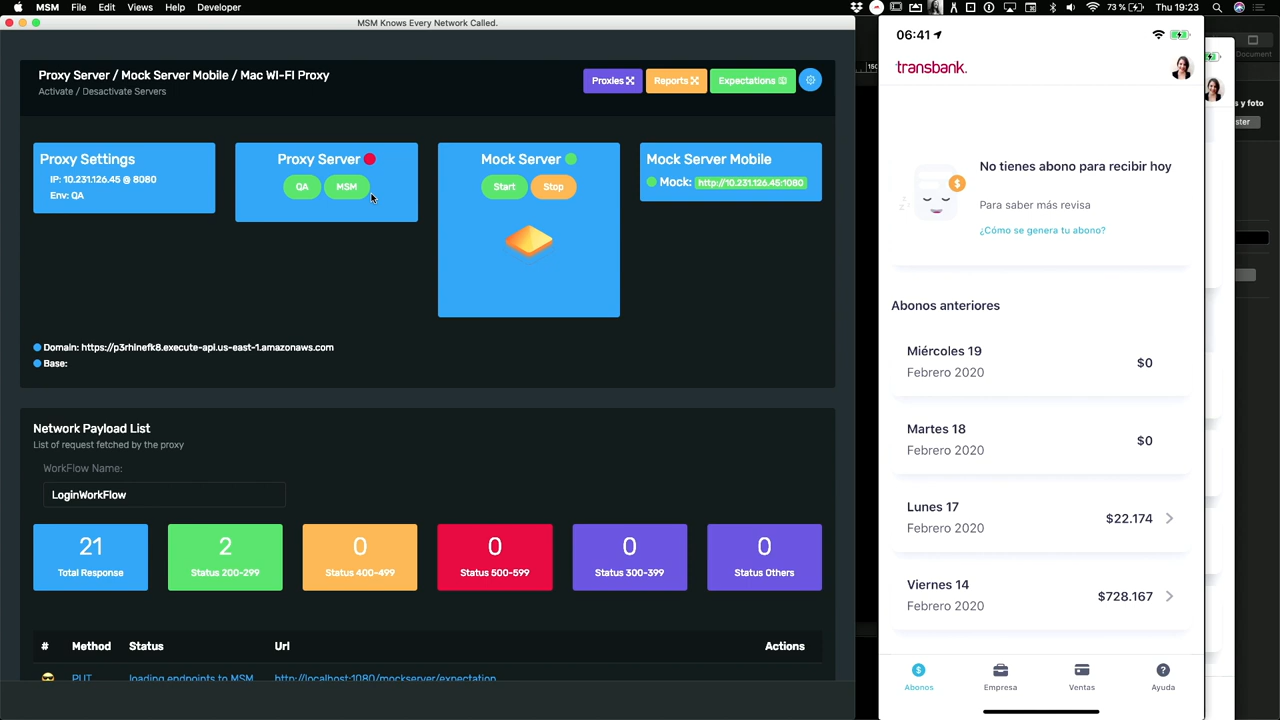 MSM File Edit Views Help Developer
73 % Thu 19:23
MSM Knows Every Network Called.
Proxy Server / Mock Server Mobile / Mac WI-FI Proxy
Activate / Desactivate Servers
Proxies
Reports
Expectations
Proxy Settings
IP: 10.231.126.45 @ 8080
Env: QA
Proxy Server
QA MSM
Mock Server
Start Stop
Mock Server Mobile
Mock: http://10.231.126.45:1080
Domain: https://p3rhlnefk8.execute-api.us-east-1.amazonaws.com
Base:
Network Payload List
List of request fetched by the proxy
WorkFlow Name:
LoginWorkFlow
21
Total Response
2
Status 200-299
0
Status 400-499
0
Status 500-599
0
Status 300-399
0
Status Others
# Method Status Url Actions
PUT loading endpoints to MSM http://localhost:1080/mockserver/expectation
06:41
transbank.
No tienes abono para recibir hoy
Para saber más revisa
¿Cómo se genera tu abono?
Abonos anteriores
Miércoles 19
Febrero 2020
$0
Martes 18
Febrero 2020
$0
Lunes 17
Febrero 2020
$22.174
Viernes 14
Febrero 2020
$728.167
Abonos Empresa Ventas Ayuda
Document
s y foto
ster